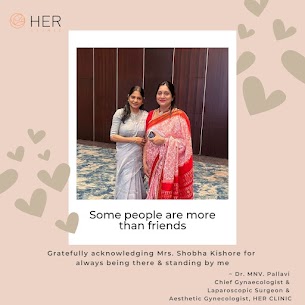 HER
Some people are more
than friends
Gratefully acknowledging Mrs. Shobha Kishore for
always being there & standing by me
~ Dr. MNV. Pallavi
Chief Gynaecologist &
Laparoscopic Surgeon &
Aesthetic Gynecologist, HER CLINIC